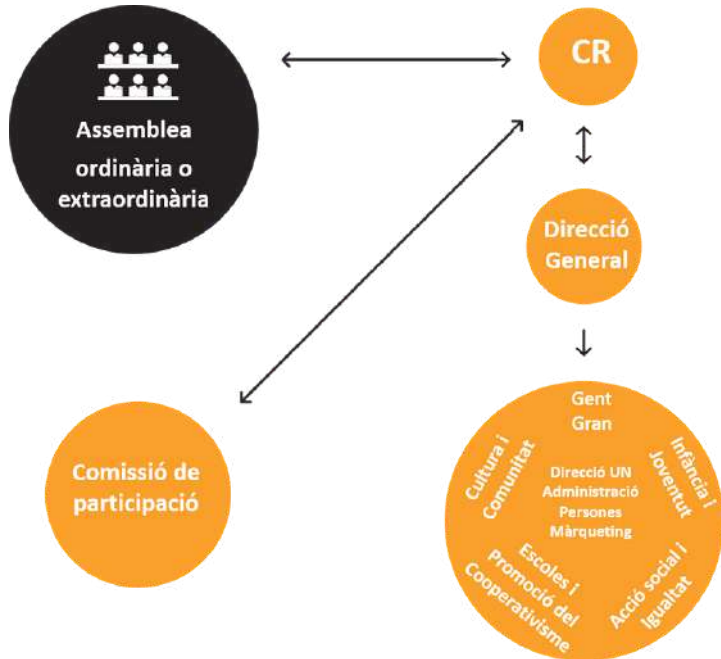 Assemblea
ordinària o
extraordinària
CR
Direcció
General
Comissió de
participació
Gent
Gran
Cultura i
Comunitat
Infància i
Joventut
Direcció UN
Administració
Persones
Màrqueting
Escoles i
Promoció del
Cooperativisme
Acció social i
Igualtat